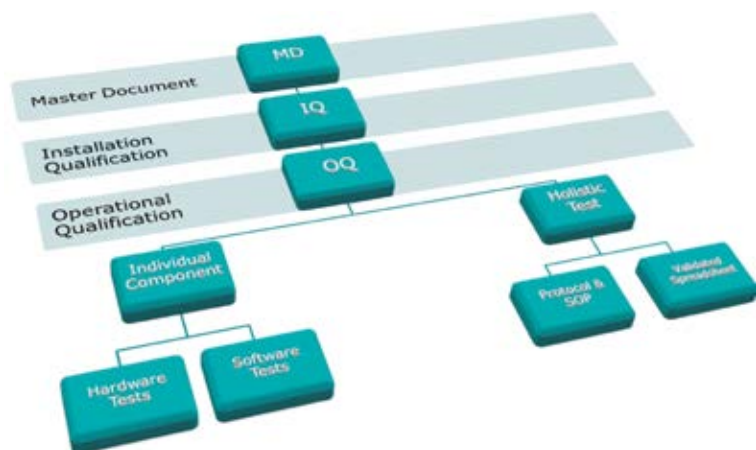 MD
Master Document
IQ
Installation
Qualification
OQ
Operational
Qualification
Holistic
Test
Individual
Component
Protocol &
SOP
Validated
Spreadsheet
Hardware
Tests
Software
Tests